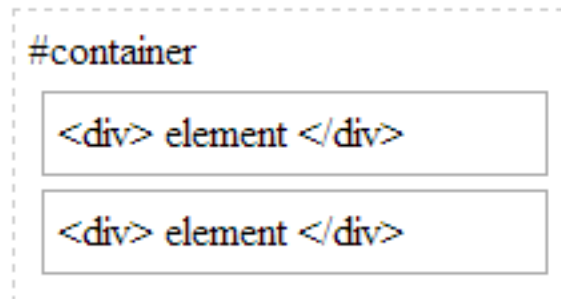 #container
<div> element </div>
<div> element </div>